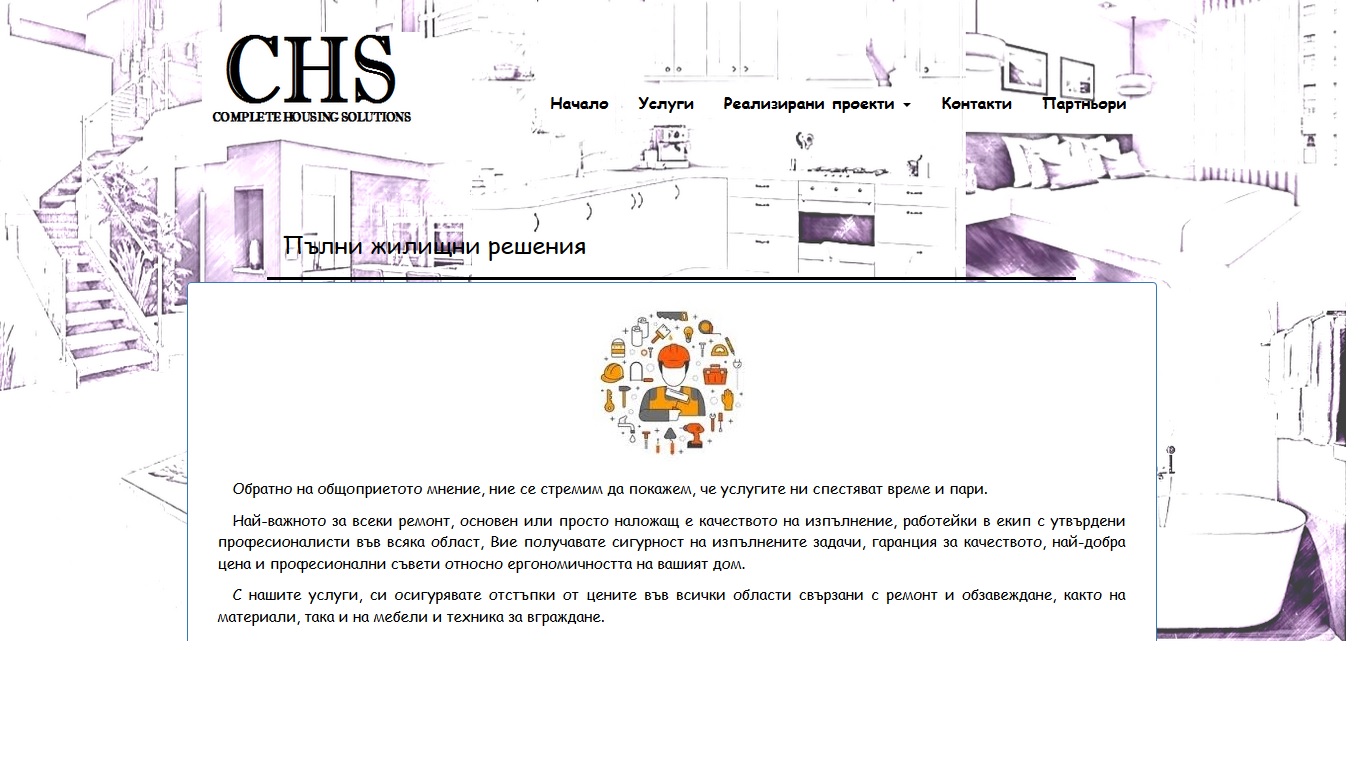 CHS
COMPLETE HOUSING SOLUTIONS
Начало Услуги Реализирани проекти Контакти Партньори
Пълни жилищни решения
Обратно на общоприетото мнение, ние се стремим да покажем, че услугите ни спестяват време и пари.
Най-важното за всеки ремонт, основен или просто наложащ е качеството на изпълнение, работейки в екип с утвърдени
професионалисти във всяка област, Вие получавате сигурност на изпълнените задачи, гаранция за качеството, най-добра
цена и професионални съвети относно ергономичността на вашият дом.
С нашите услуги, си осигурявате отстъпки от цените във всички области свързани с ремонт и обзавеждане, както на
материали, така и на мебели и техника за вграждане.